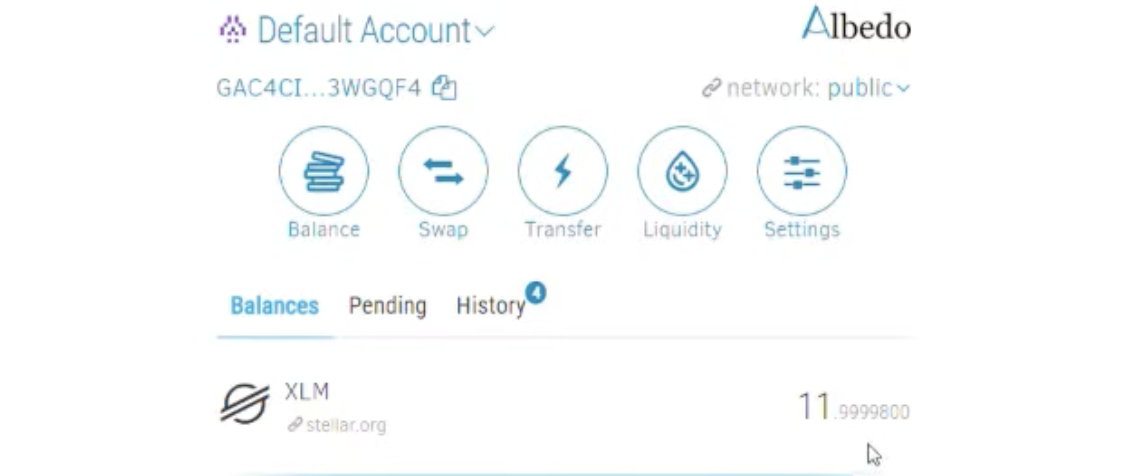 Default Account
Albedo
GAC4CI...3WGQF4
network: public
Balance Swap Transfer Liquidity Settings
Balances Pending History 4
XLM
11.9999800
stellar.org